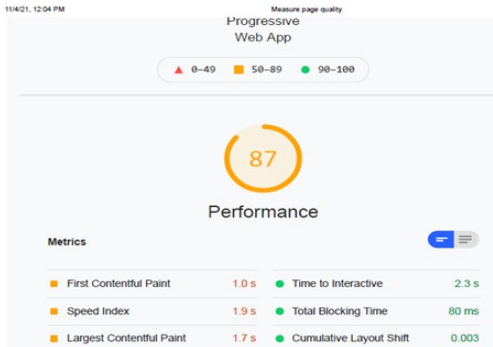 11/4/21, 12:04 PM Measure page quality
Progressive
Web App
0–49 50–89 90–100
87
Performance
Metrics
First Contentful Paint 1.0 s Time to Interactive 2.3 s
Speed Index 1.9 s Total Blocking Time 80 ms
Largest Contentful Paint 1.7 s Cumulative Layout Shift 0.003